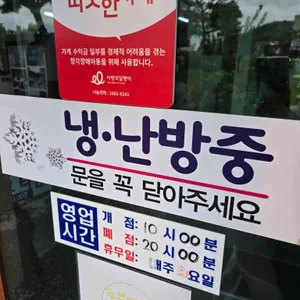 가게 수익금 일부를 경제적 어려움을 겪는
청각장애아동을 위해 사용합니다.
사랑의달팽이
냉·난방중
문을 꼭 닫아주세요
영업시간
개 점: 10 시 00 분
폐 점: 20 시 00 분
휴무일: 매주 요일